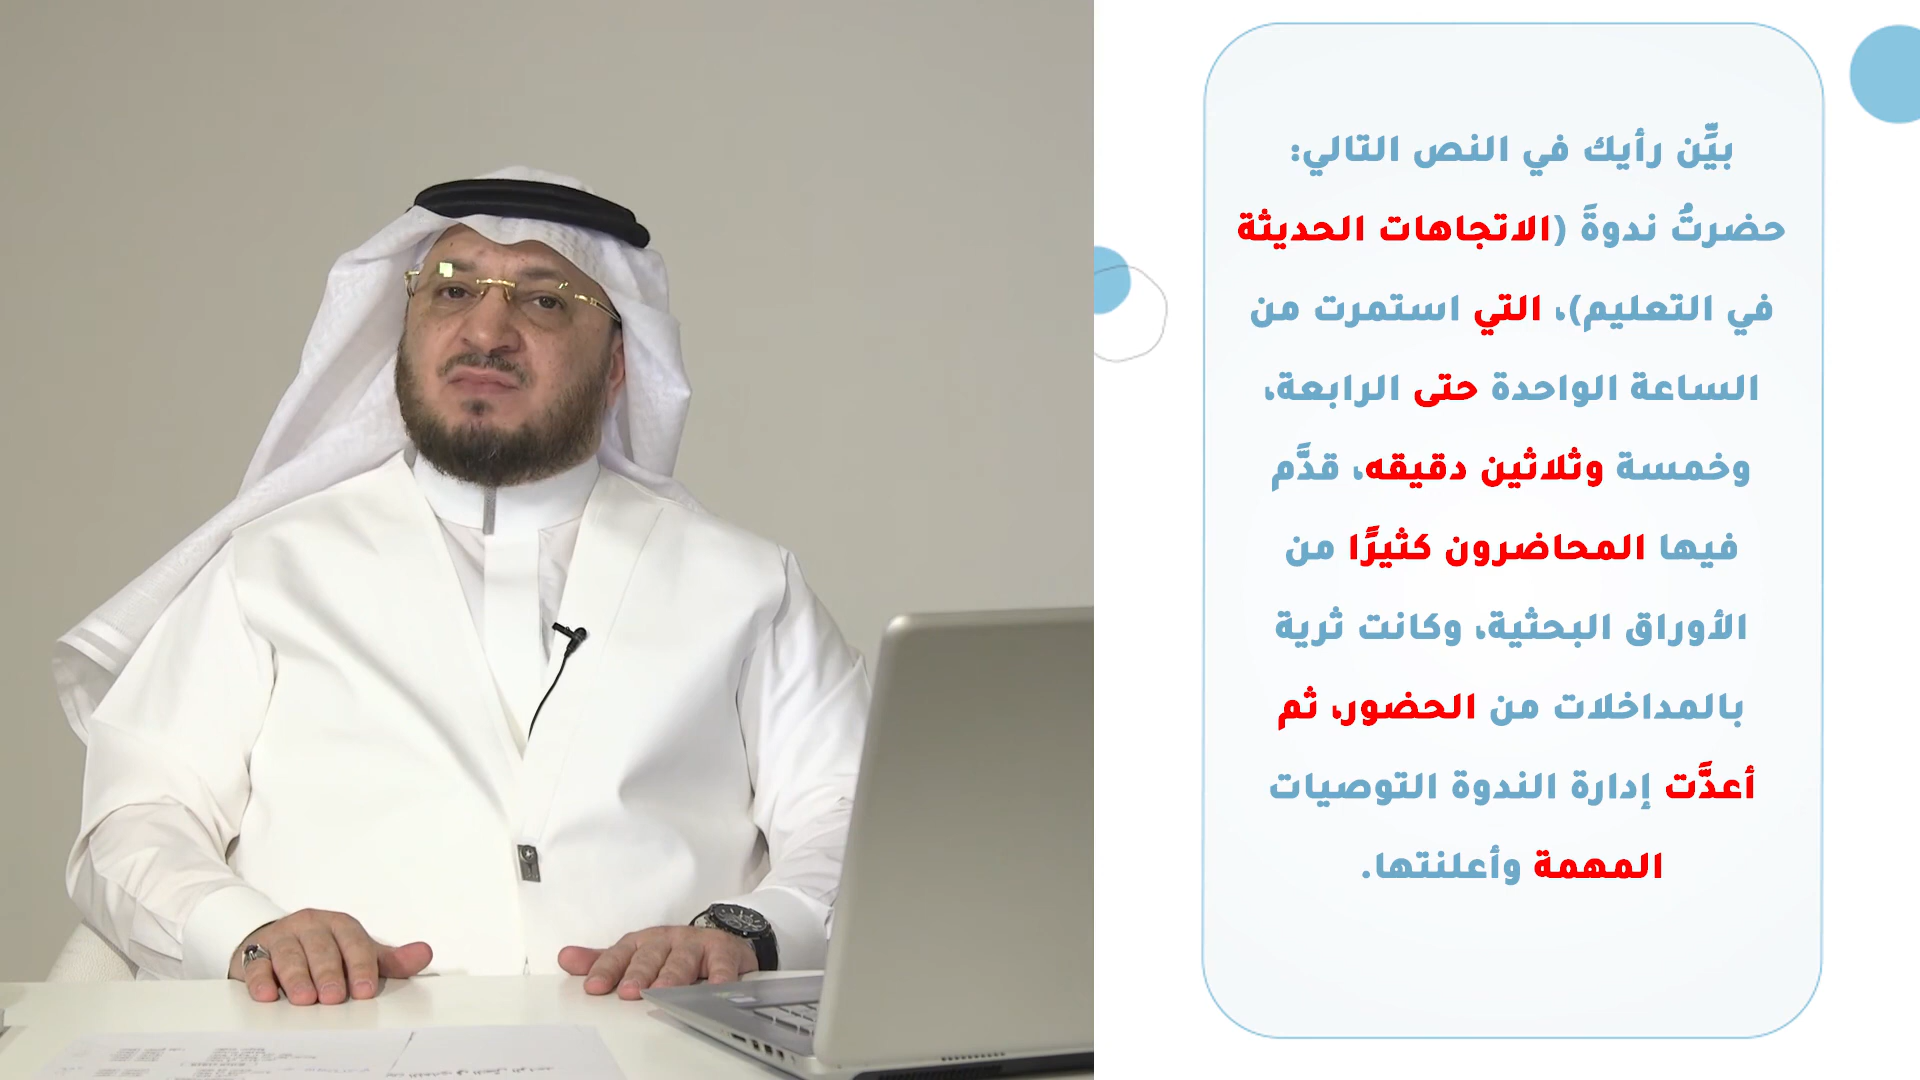 بيِّن رأيك في النص التالي:
حضرتُ ندوةً (الاتجاهات الحديثة
في التعليم)، التي استمرت من
الساعة الواحدة حتى الرابعة،
وخمسة وثلاثين دقيقه، قدَّم
فيها المحاضرون كثيرًا من
الأوراق البحثية، وكانت ثرية
بالمداخلات من الحضور، ثم
أعدَّت إدارة الندوة التوصيات
المهمة وأعلنتها.